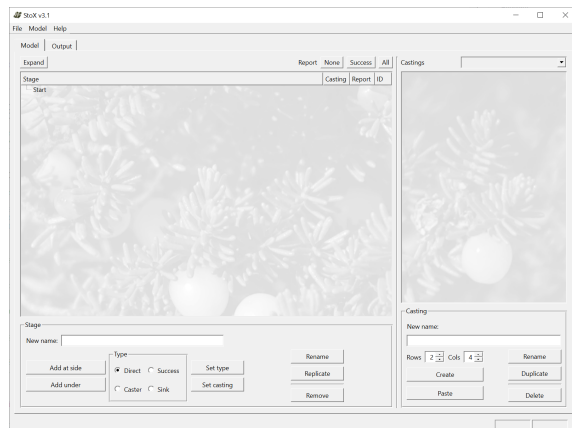 StoX v3.1
File Model Help
Model Output
Expand Report None Success All Castings
Stage Casting Report ID
Start
Stage
New name:
Type
Add at side Direct Success Set type Rename
Replicate
Add under Caster Sink Set casting
Remove
Casting
New name:
Rows 2 Cols 4 Rename
Create Duplicate
Paste Delete